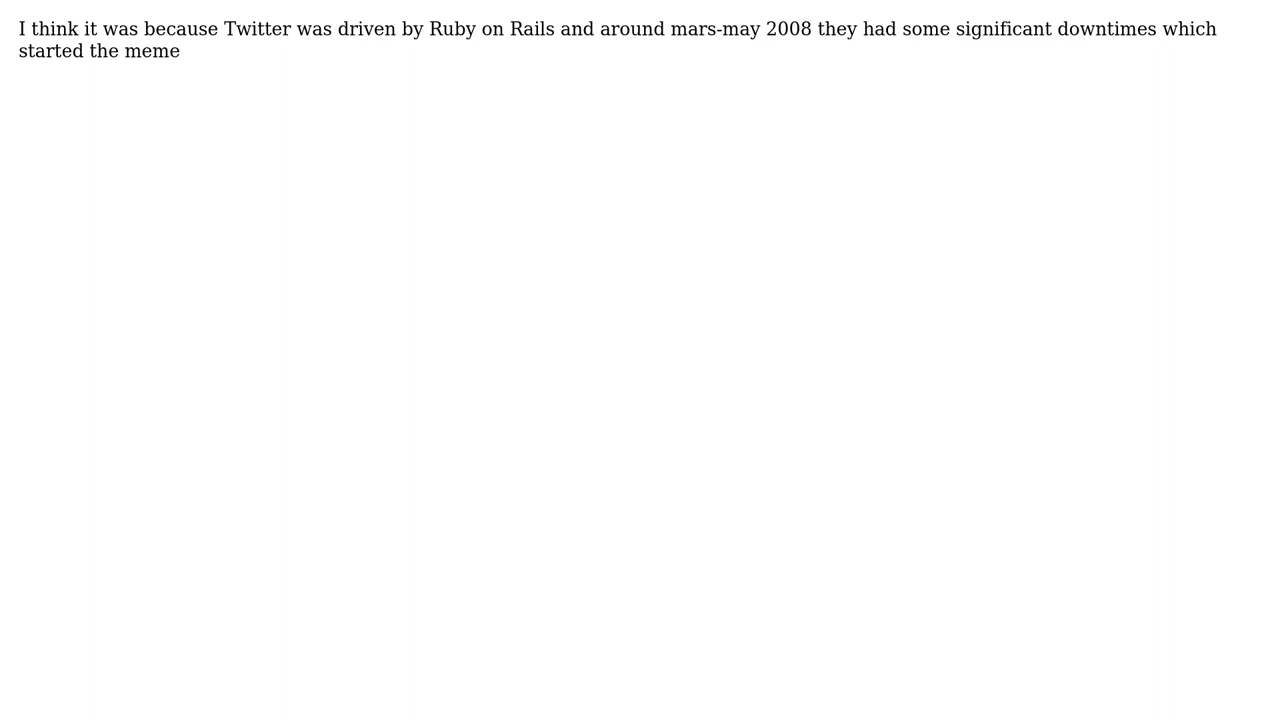 I think it was because Twitter was driven by Ruby on Rails and around mars-may 2008 they had some significant downtimes which
started the meme